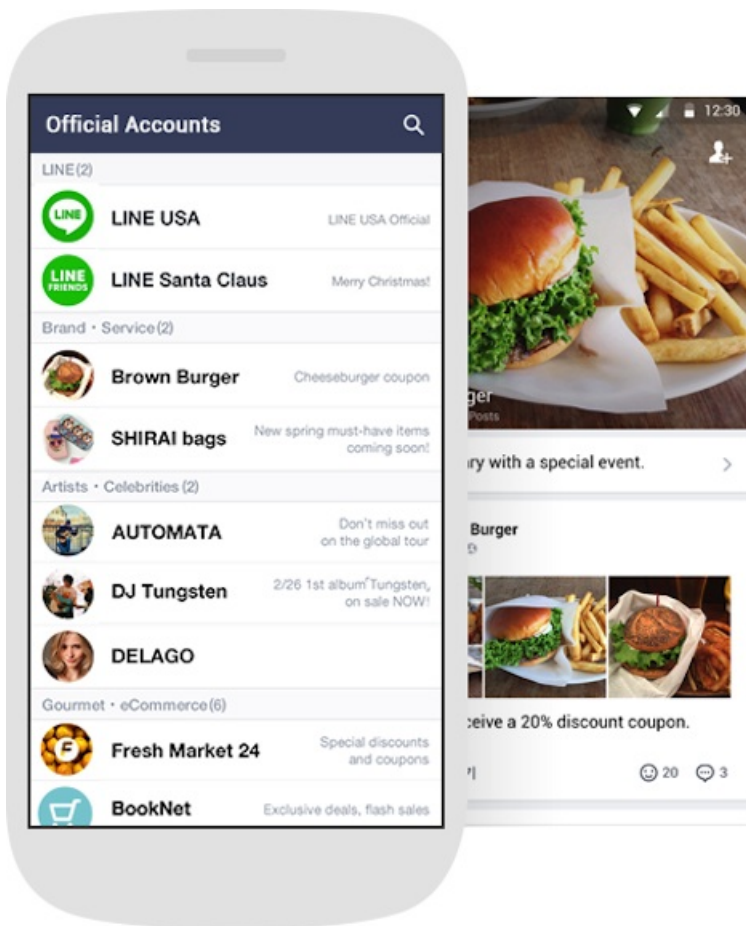 Official Accounts
LINE(2)
LINE
LINE USA
LINE USA Official
LINE
FRIENDS
LINE Santa Claus
Merry Christmas!
Brand・Service(2)
Brown Burger
Cheeseburger coupon
SHIRAI bags
New spring must-have items
coming soon!
Artists・Celebrities (2)
AUTOMATA
Don't miss out
on the global tour
DJ Tungsten
2/26 1st album「Tungsten」
on sale NOW!
DELAGO
Gourmet・eCommerce(6)
F
Fresh Market 24
Special discounts
and coupons
BookNet
Exclusive deals, flash sales
12:30
ger
Posts
ry with a special event.
Burger
ceive a 20% discount coupon.
20 3